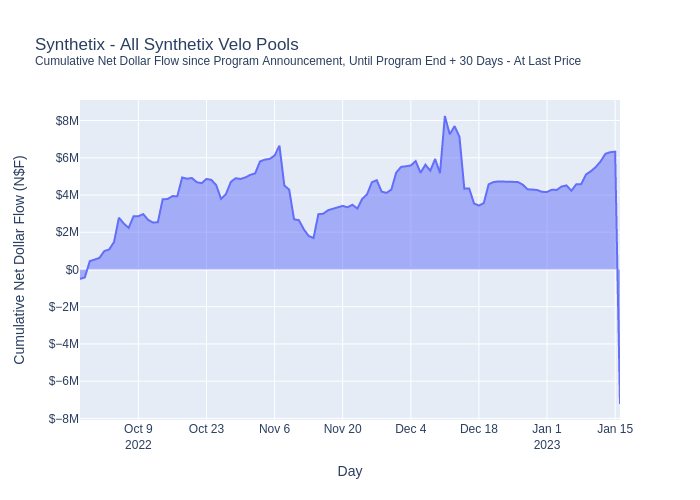 Synthetix - All Synthetix Velo Pools
Cumulative Net Dollar Flow since Program Announcement, Until Program End + 30 Days - At Last Price
Cumulative Net Dollar Flow (N$F)
$8M
$6M
$4M
$2M
$0
$−2M
$−4M
$−6M
$−8M
Oct 9
2022
Oct 23
Nov 6
Nov 20
Dec 4
Dec 18
Jan 1
2023
Jan 15
Day